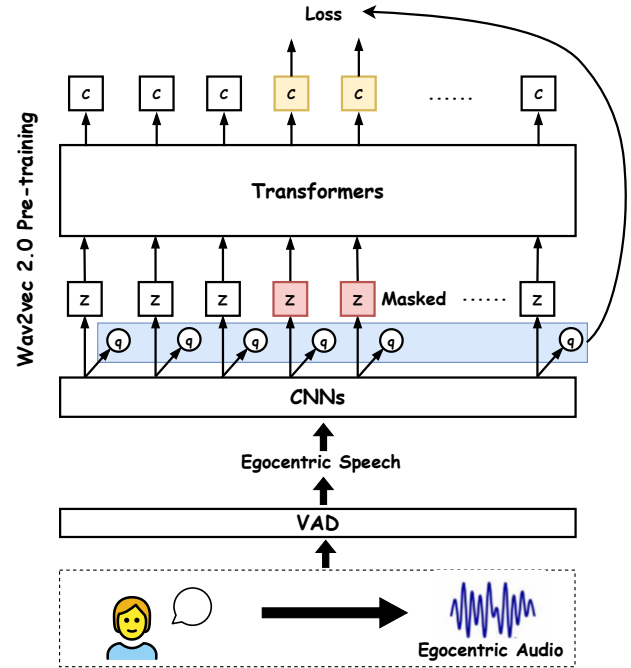 Loss
c c c c c ...... c
Wav2vec 2.0 Pre-training
Transformers
z z z z z Masked ...... z
q q q q q q
CNNs
Egocentric Speech
VAD
Egocentric Audio